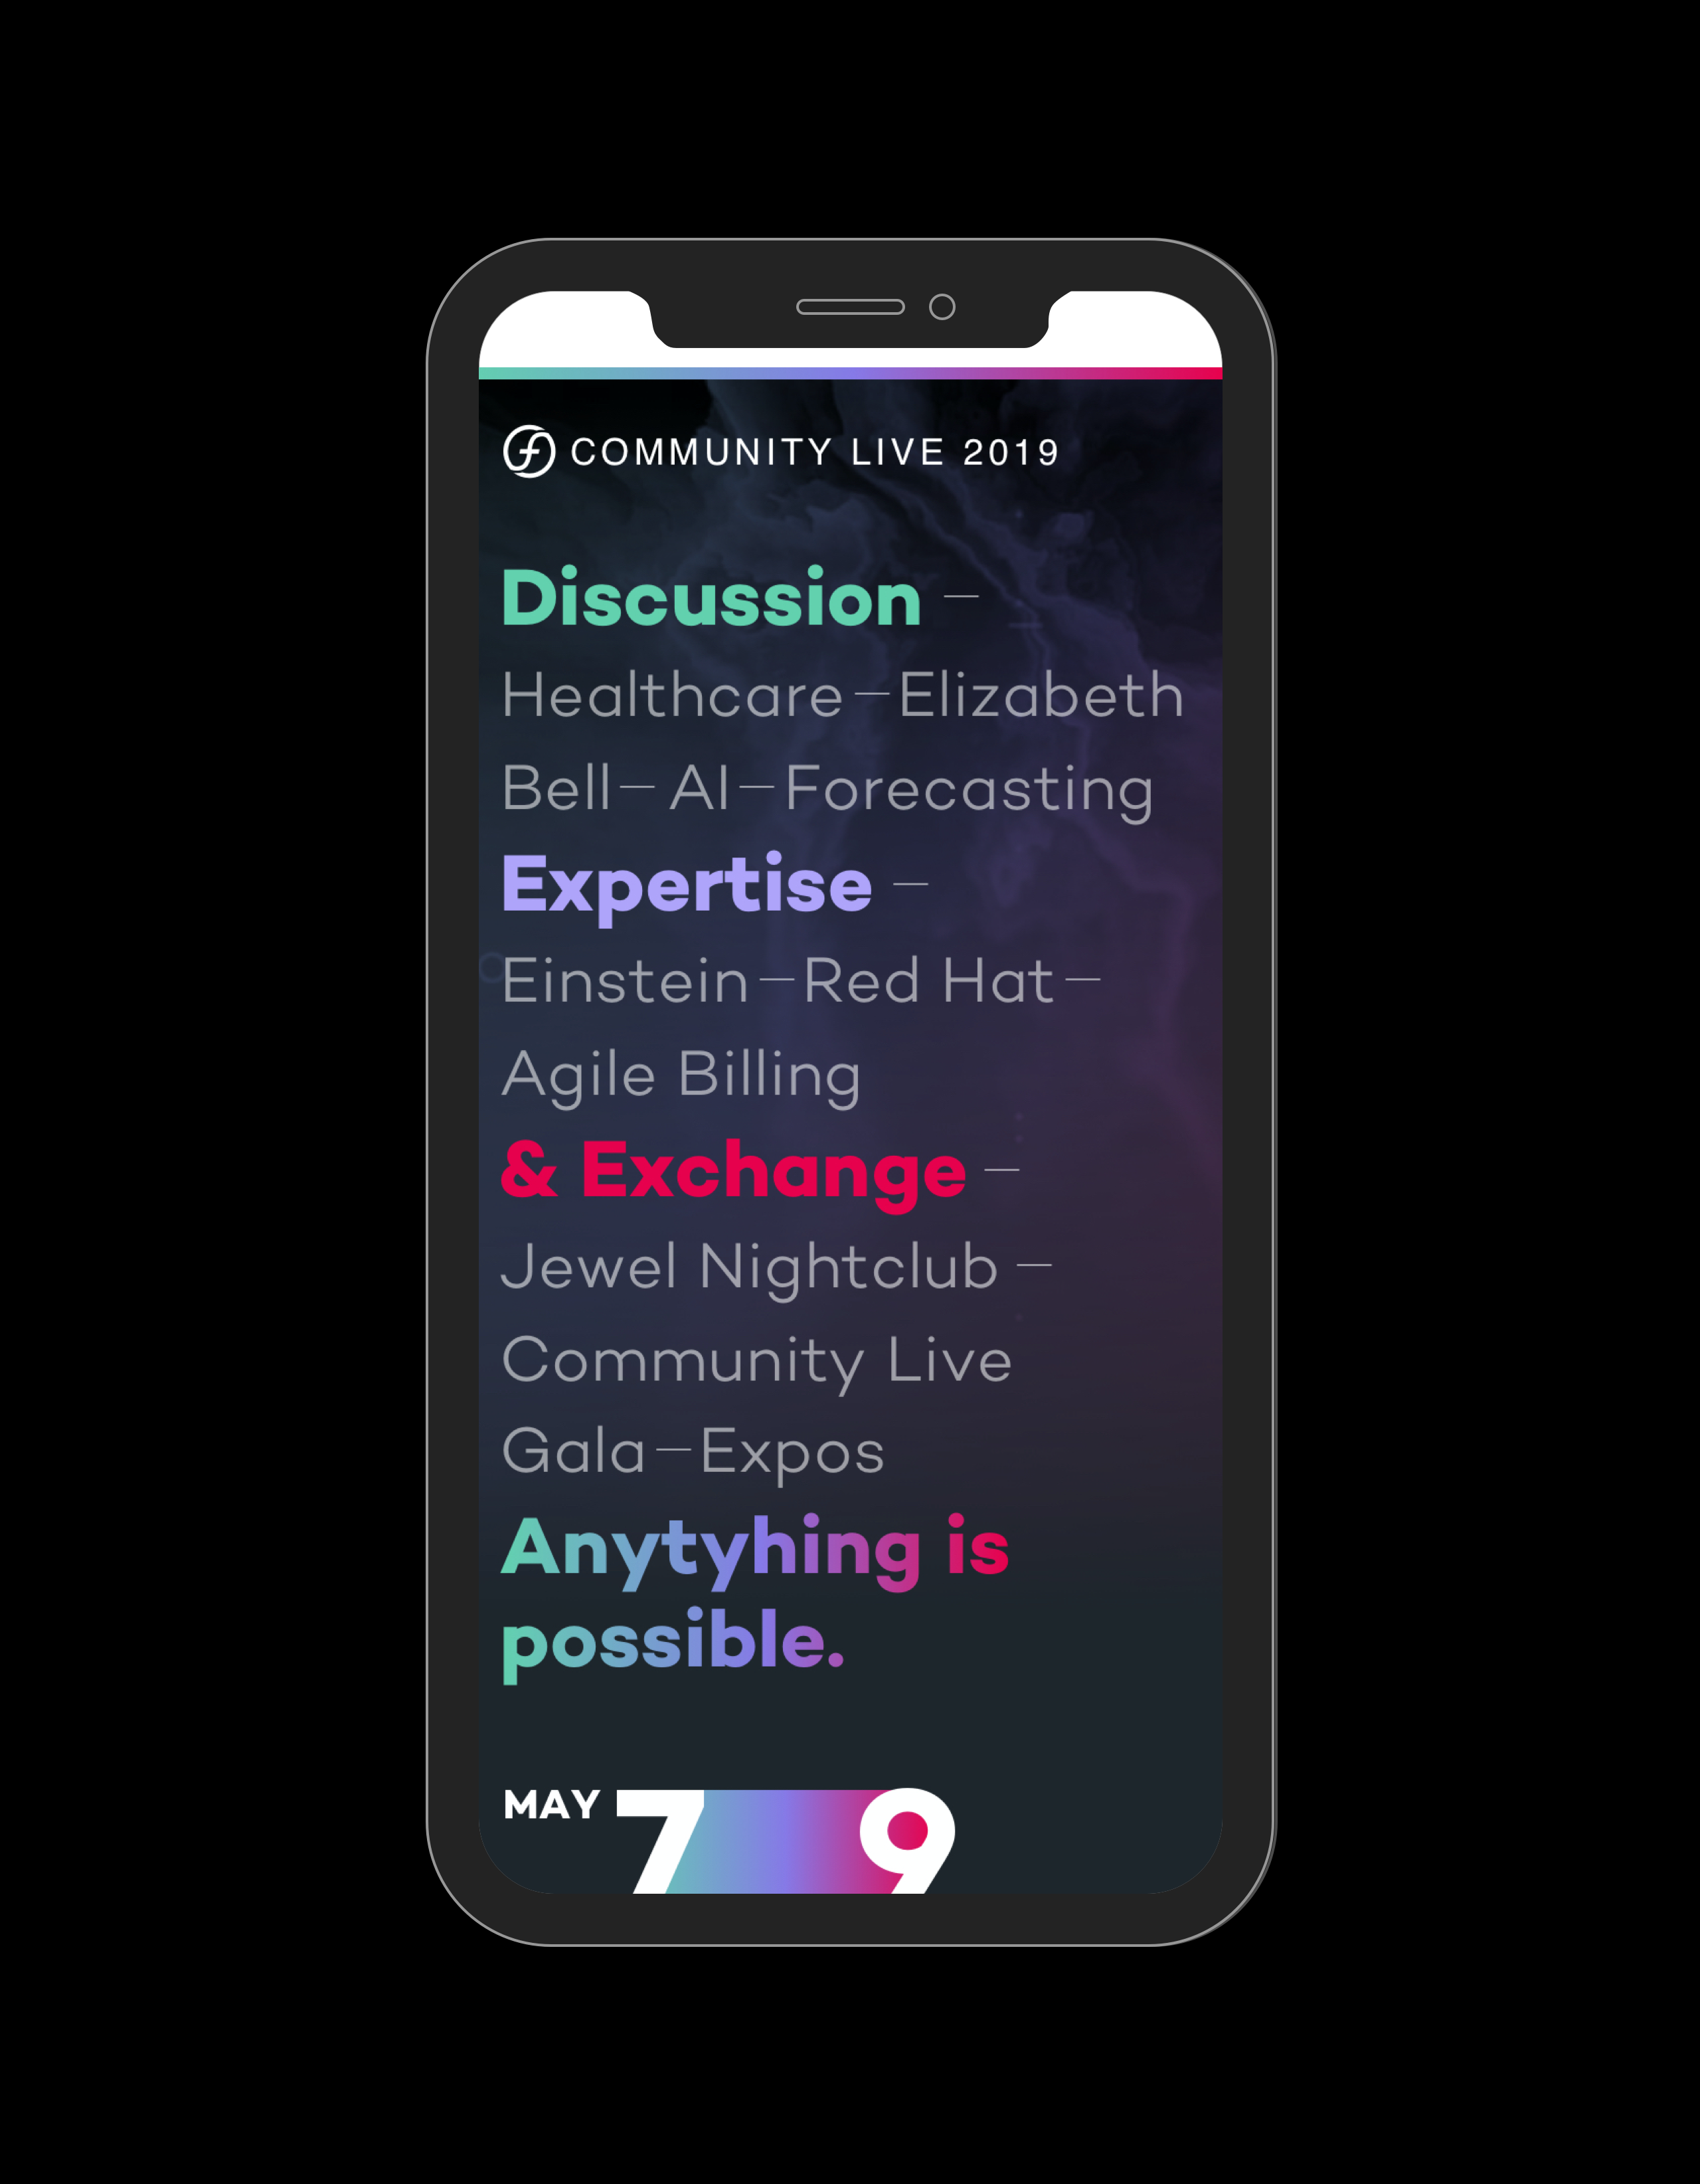 COMMUNITY LIVE 2019
Discussion —
Healthcare — Elizabeth
Bell — AI — Forecasting
Expertise —
Einstein — Red Hat —
Agile Billing
& Exchange —
Jewel Nightclub —
Community Live
Gala — Expos
Anytyhing is
possible.
MAY 7 9